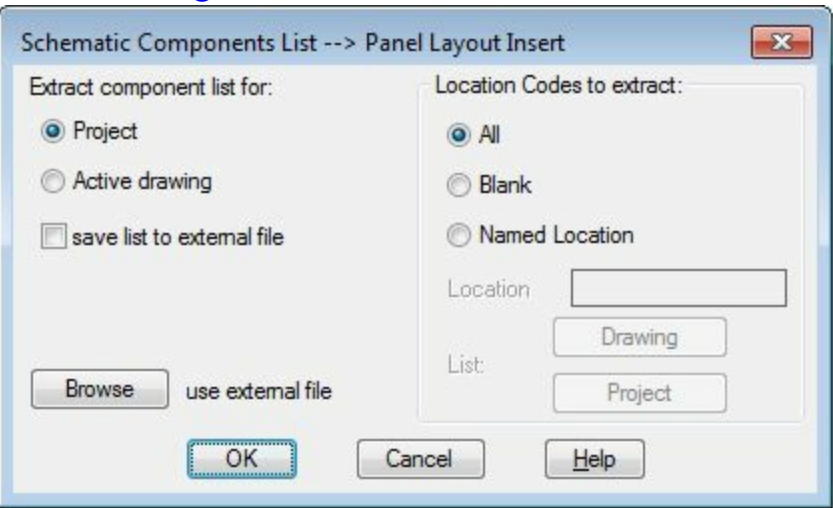 Schematic Components List --> Panel Layout Insert
Extract component list for:
Project
Active drawing
save list to external file
Browse
use external file
Location Codes to extract:
All
Blank
Named Location
Location
List:
Drawing
Project
OK
Cancel
Help